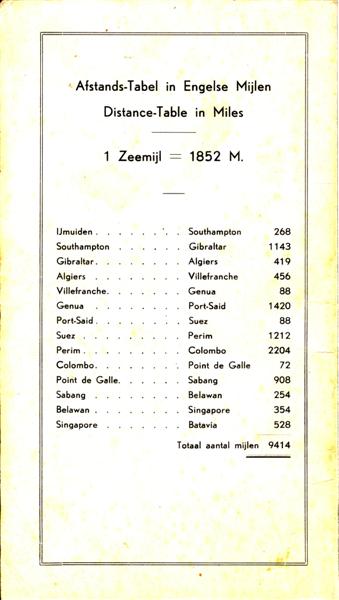 Afstands-Tabel in Engelse Mijlen
Distance-Table in Miles
1 Zeemijl = 1852 M.
IJmuiden . . . . . . . Southampton 268
Southampton . . . . . Gibraltar 1143
Gibraltar . . . . . . Algiers 419
Algiers . . . . . . . Villefranche 456
Villefranche . . . . . . Genua 88
Genua . . . . . . . Port-Said 1420
Port-Said . . . . . . Suez 88
Suez . . . . . . . . Perim 1212
Perim . . . . . . . . Colombo 2204
Colombo . . . . . . . Point de Galle 72
Point de Galle . . . . . Sabang 908
Sabang . . . . . . . Belawan 254
Belawan . . . . . . . Singapore 354
Singapore . . . . . . Batavia 528
Totaal aantal mijlen 9414